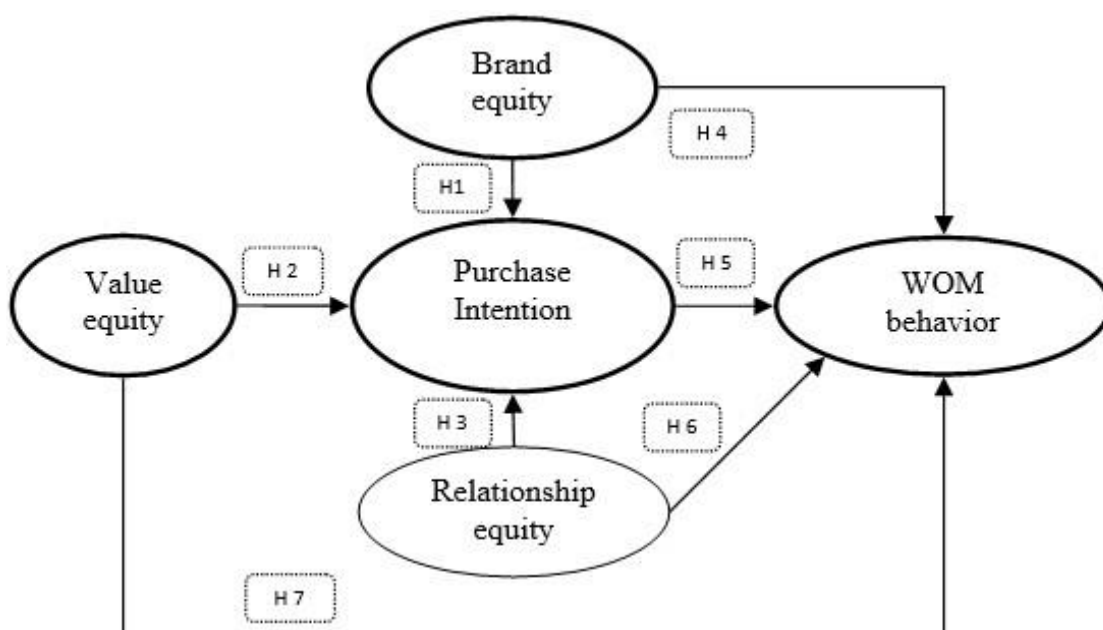 Brand
equity
H 4
H1
Value
equity
H 2
Purchase
Intention
H 5
WOM
behavior
H 3
H 6
Relationship
equity
H 7